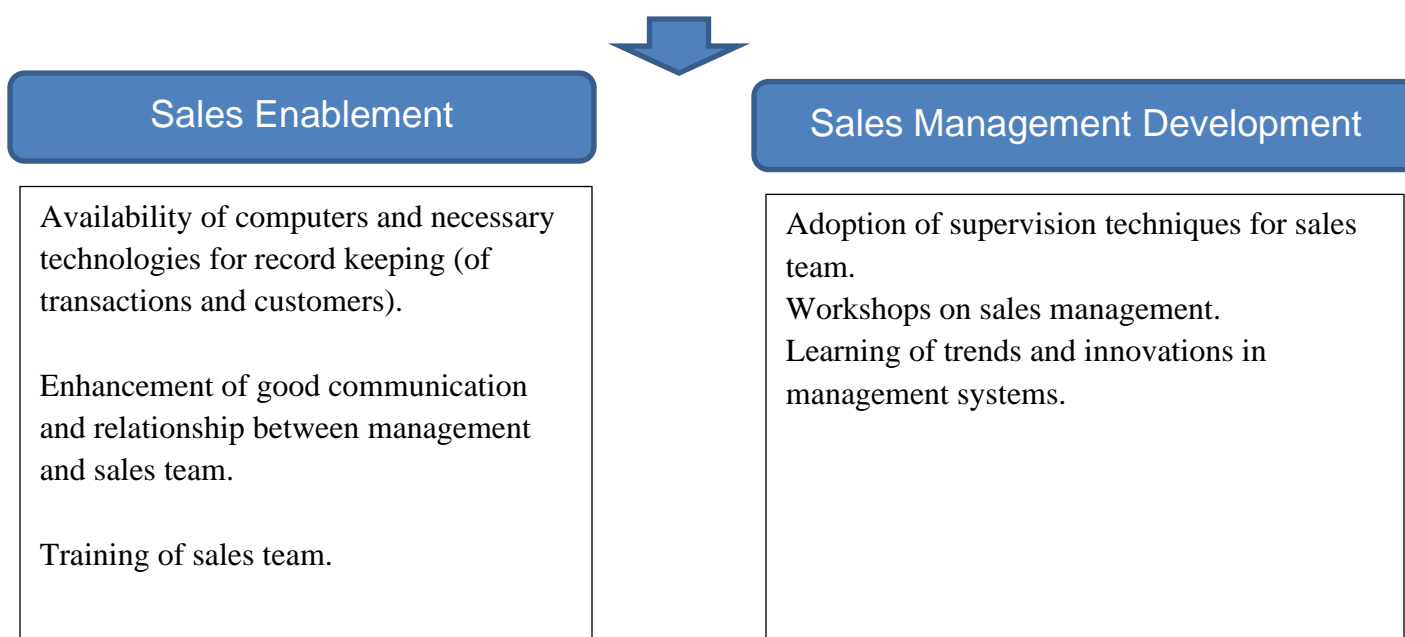 Sales Enablement
Availability of computers and necessary
technologies for record keeping (of
transactions and customers).
Enhancement of good communication
and relationship between management
and sales team.
Training of sales team.
Sales Management Development
Adoption of supervision techniques for sales
team.
Workshops on sales management.
Learning of trends and innovations in
management systems.